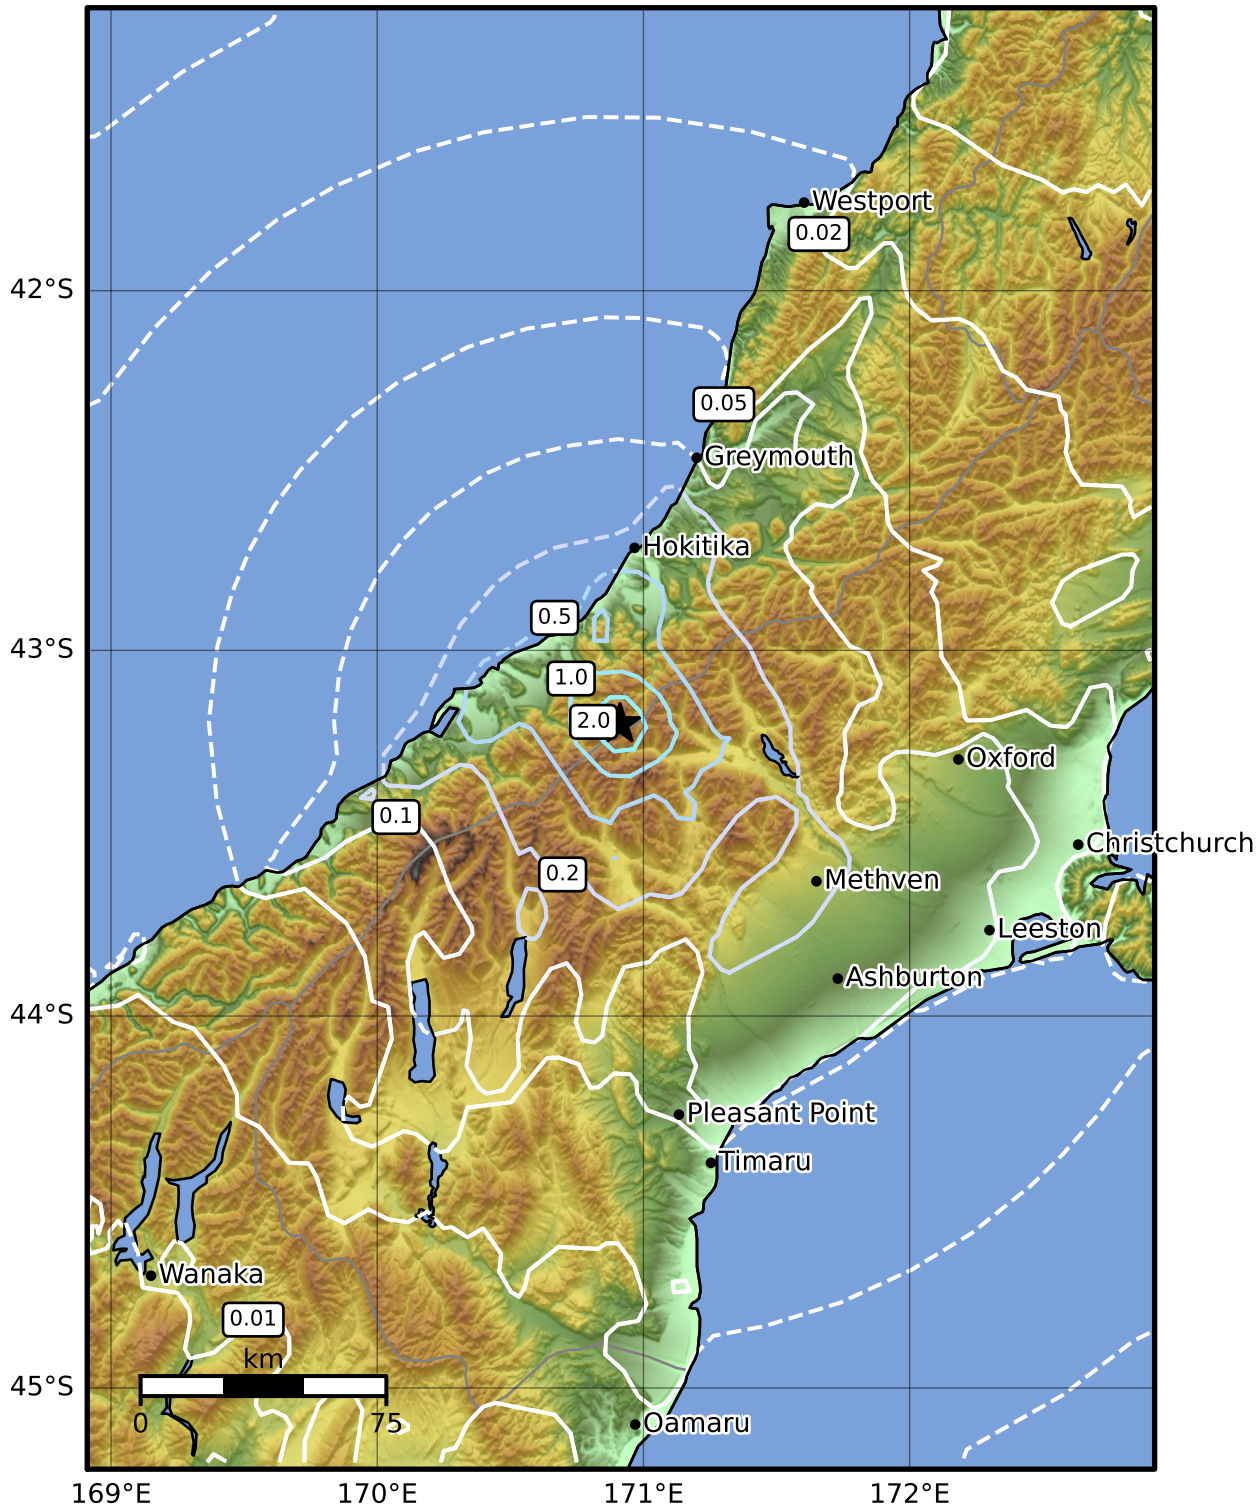 Westport
0.02
42°S
0.05
Greymouth
Hokitika
0.5
43°S
1.0
2.0
Oxford
0.1
Christchurch
0.2
Methven
Leeston
Ashburton
44°S
Pleasant Point
Timaru
Wanaka
0.01
km
0 75
45°S
Oamaru
169°E 170°E 171°E 172°E